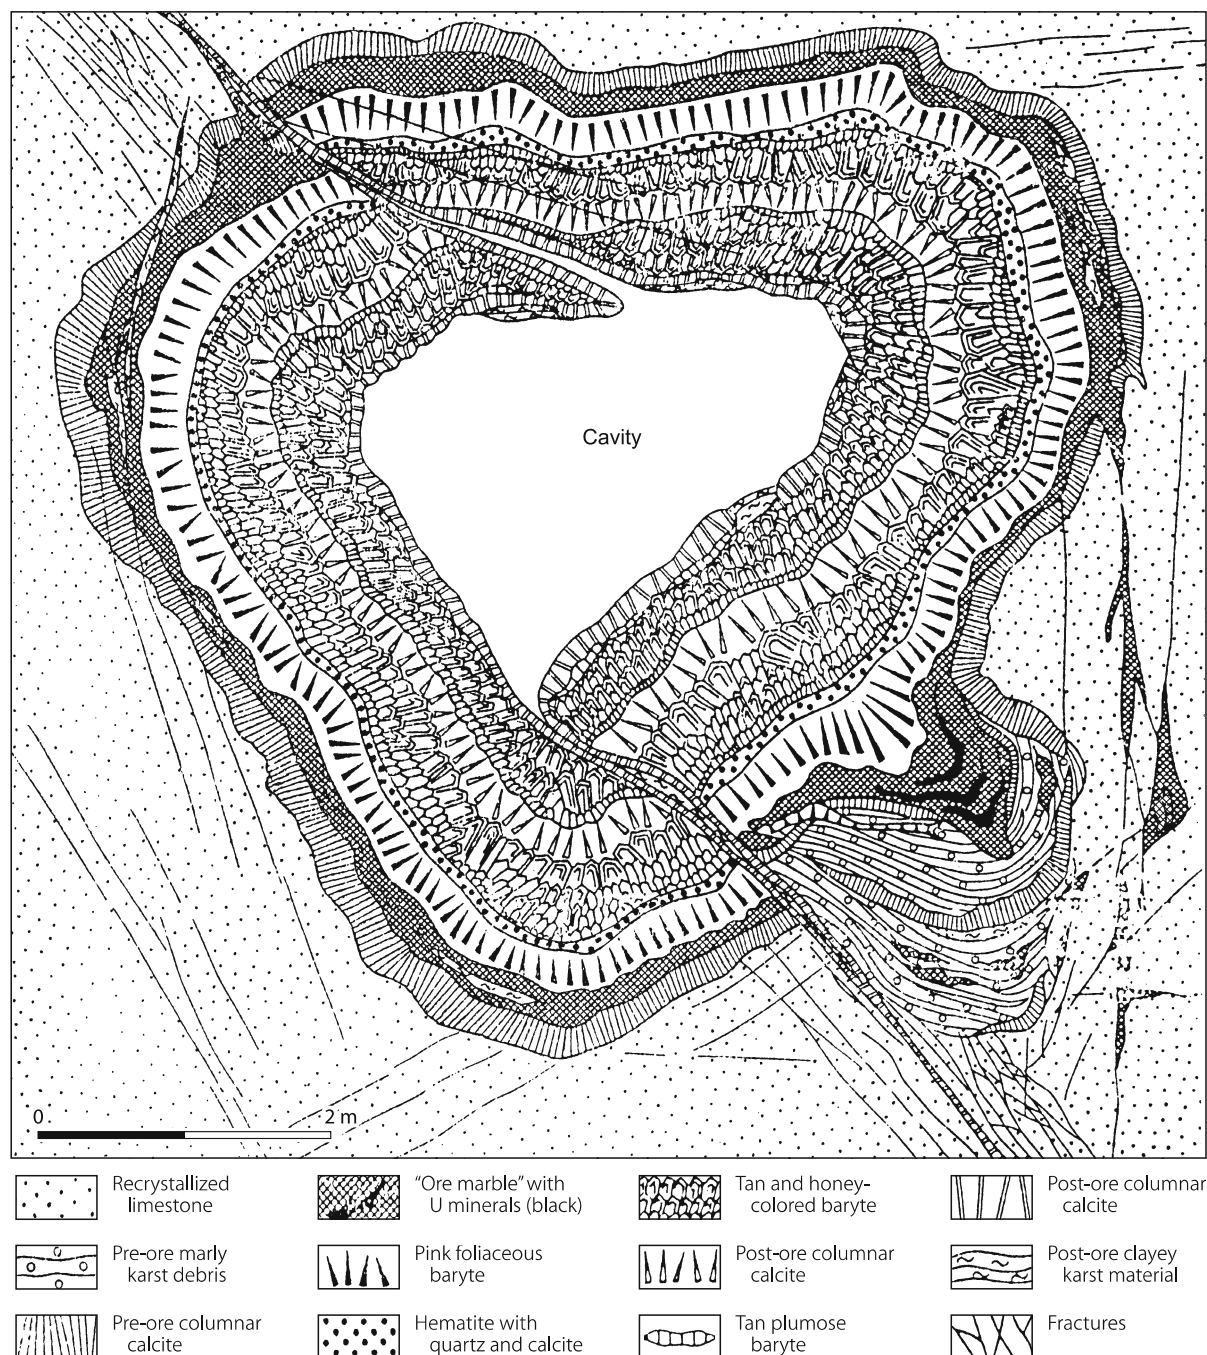 Cavity
0 2 m
Recrystallized
limestone
"Ore marble" with
U minerals (black)
Tan and honey-
colored baryte
Post-ore columnar
calcite
Pre-ore marly
karst debris
Pink foliaceous
baryte
Post-ore columnar
calcite
Post-ore clayey
karst material
Pre-ore columnar
calcite
Hematite with
quartz and calcite
Tan plumose
baryte
Fractures